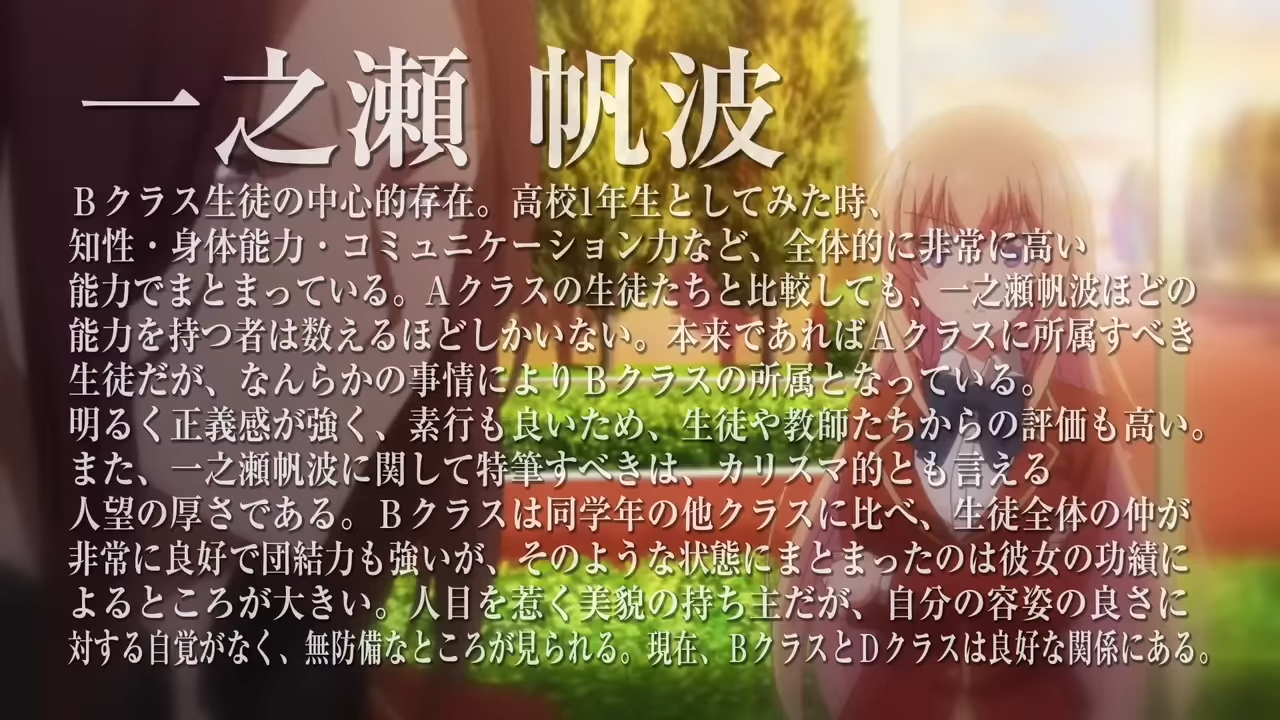 一之瀬 帆波
Ｂクラス生徒の中心的存在。高校1年生としてみた時、
知性・身体能力・コミュニケーション力など、全体的に非常に高い
能力でまとまっている。Ａクラスの生徒たちと比較しても、一之瀬帆波ほどの
能力を持つ者は数えるほどしかいない。本来であればＡクラスに所属すべき
生徒だが、なんらかの事情によりＢクラスの所属となっている。
明るく正義感が強く、素行も良いため、生徒や教師たちからの評価も高い。
また、一之瀬帆波に関して特筆すべきは、カリスマ的とも言える
人望の厚さである。Ｂクラスは同学年の他クラスに比べ、生徒全体の仲が
非常に良好で団結力も強いが、そのような状態にまとまったのは彼女の功績に
よるところが大きい。人目を惹く美貌の持ち主だが、自分の容姿の良さに
対する自覚がなく、無防備なところが見られる。現在、ＢクラスとＤクラスは良好な関係にある。